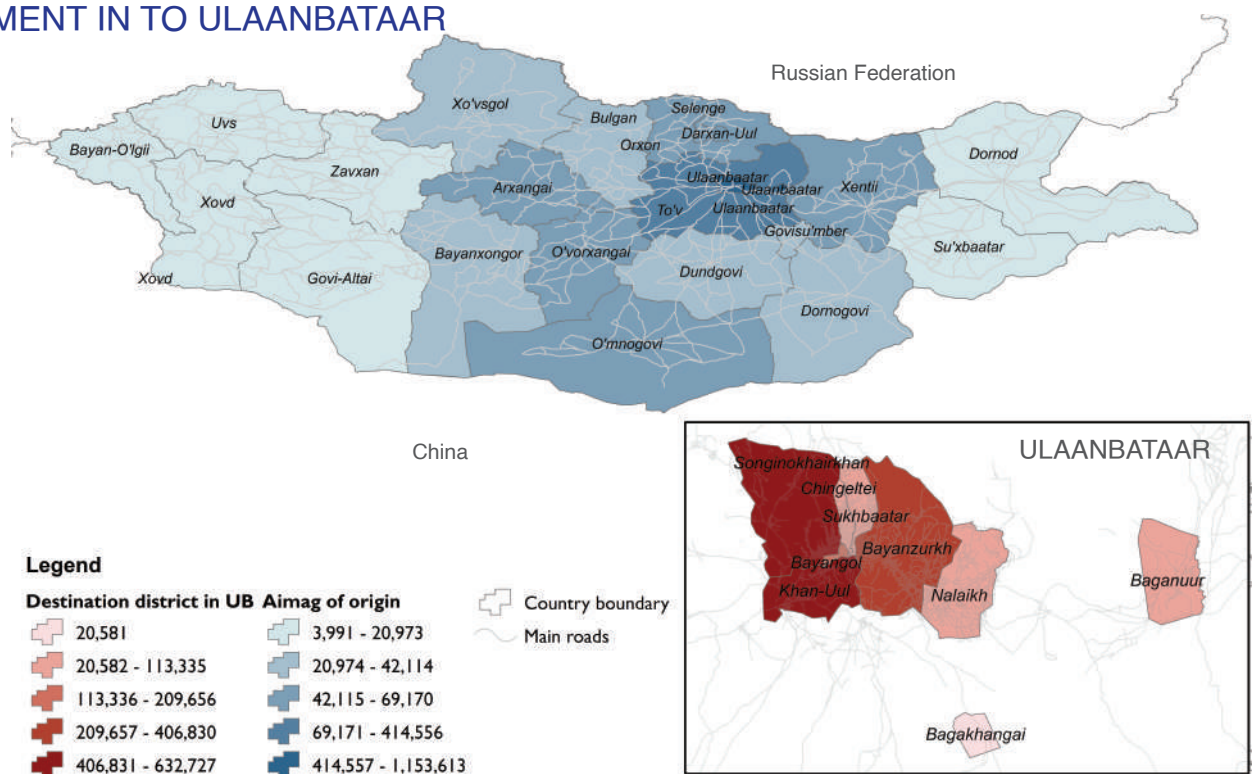 MENT IN TO ULAANBATAAR
Russian Federation
Xo'vsgol
Bulgan
Selenge
Uvs
Orxon
Darxan-Uul
Bayan-O'lgii
Zavxan
Dornod
Arxangai
Ulaanbaatar
Ulaanbaatar
Xentii
Xovd
To'v
Ulaanbaatar
Govisu'mber
Bayanxongor
O'vorxangai
Su'xbaatar
Xovd
Govi-Altai
Dundgovi
Dornogovi
O'mnogovi
China
ULAANBATAAR
Songinokhairkhan
Chingeltei
Sukhbaatar
Bayanzurkh
Bayangol
Khan-Uul
Nalaikh
Baganuur
Bagakhangai
Legend
Destination district in UB
20,581
20,582 - 113,335
113,336 - 209,656
209,657 - 406,830
406,831 - 632,727
Aimag of origin
3,991 - 20,973
20,974 - 42,114
42,115 - 69,170
69,171 - 414,556
414,557 - 1,153,613
Country boundary
Main roads